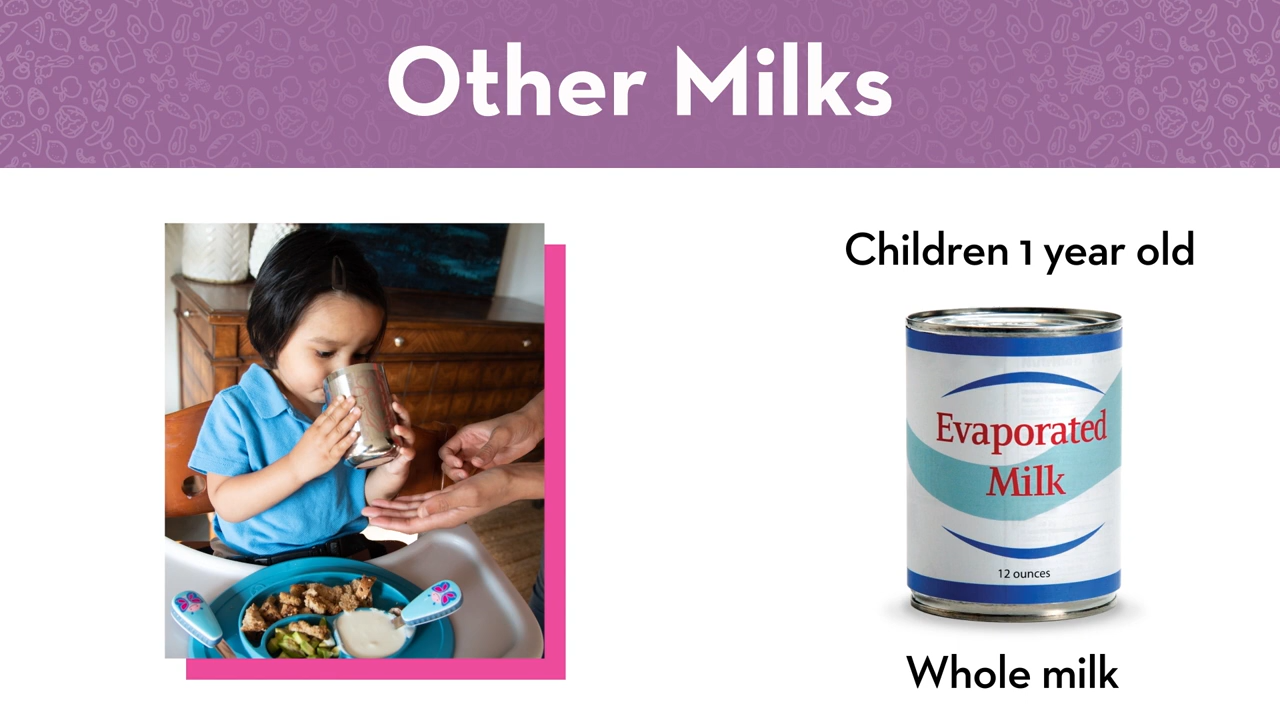 Other Milks
Children 1 year old
Evaporated
Milk
12 ounces
Whole milk